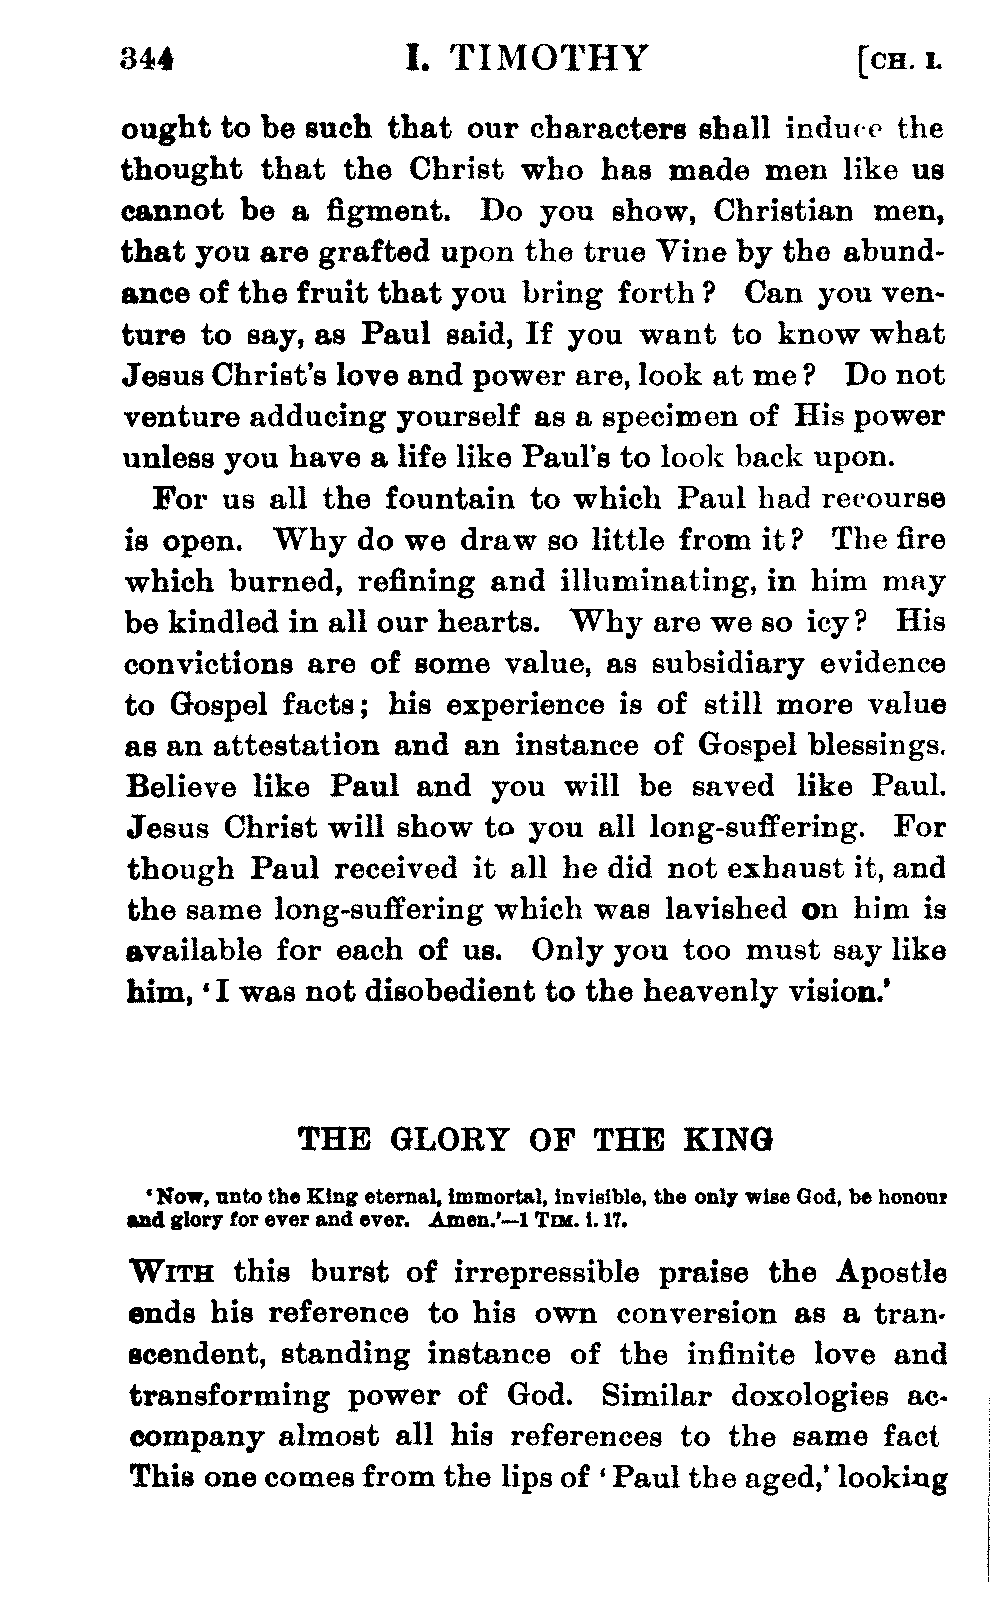 344 I. TIMOTHY [CH. I.
ought to be such that our characters shall induce the
thought that the Christ who has made men like us
cannot be a figment. Do you show, Christian men,
that you are grafted upon the true Vine by the abund-
ance of the fruit that you bring forth? Can you ven-
ture to say, as Paul said, If you want to know what
Jesus Christ's love and power are, look at me? Do not
venture adducing yourself as a specimen of His power
unless you have a life like Paul's to look back upon.
For us all the fountain to which Paul had recourse
is open. Why do we draw so little from it? The fire
which burned, refining and illuminating, in him may
be kindled in all our hearts. Why are we so icy? His
convictions are of some value, as subsidiary evidence
to Gospel facts; his experience is of still more value
as an attestation and an instance of Gospel blessings.
Believe like Paul and you will be saved like Paul.
Jesus Christ will show to you all long-suffering. For
though Paul received it all he did not exhaust it, and
the same long-suffering which was lavished on him is
available for each of us. Only you too must say like
him, 'I was not disobedient to the heavenly vision.'
THE GLORY OF THE KING
'Now, unto the King eternal, immortal, invisible, the only wise God, be honour
and glory for ever and ever. Amen.'—1 TIM. i. 17.
WITH this burst of irrepressible praise the Apostle
ends his reference to his own conversion as a tran-
scendent, standing instance of the infinite love and
transforming power of God. Similar doxologies ac-
company almost all his references to the same fact
This one comes from the lips of 'Paul the aged,' looking